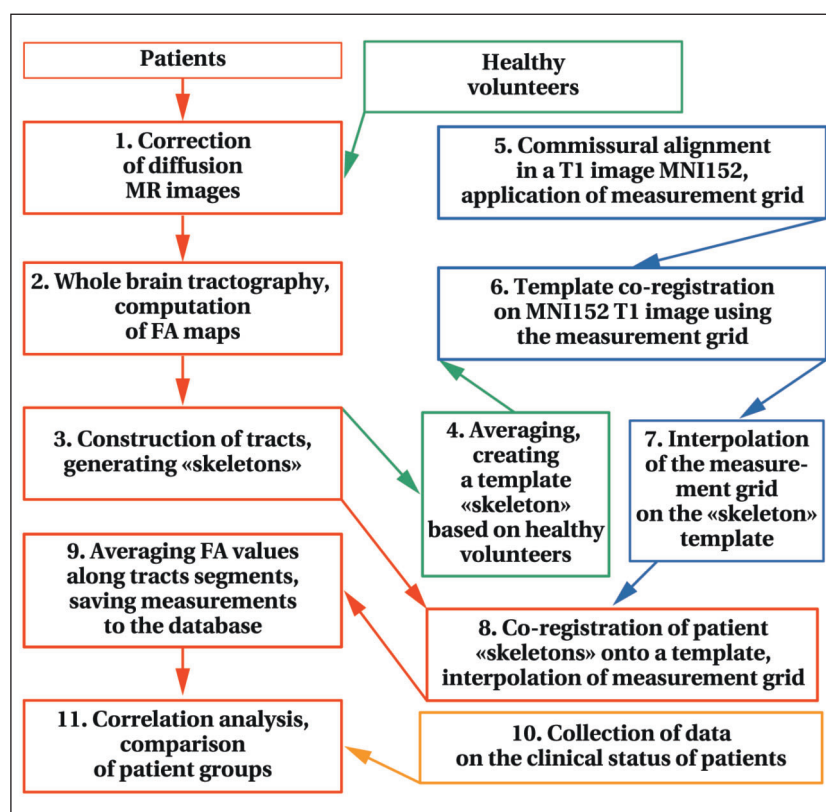 Patients
Healthy
volunteers
1. Correction
of diffusion
MR images
5. Commissural alignment
in a T1 image MNI152,
application of measurement grid
2. Whole brain tractography,
computation
of FA maps
6. Template co-registration
on MNI152 T1 image using
the measurement grid
3. Construction of tracts,
generating «skeletons»
4. Averaging,
creating
a template
«skeleton»
based on healthy
volunteers
7. Interpolation
of the measure-
ment grid
on the «skeleton»
template
9. Averaging FA values
along tracts segments,
saving measurements
to the database
8. Co-registration of patient
«skeletons» onto a template,
interpolation of measurement grid
11. Correlation analysis,
comparison
of patient groups
10. Collection of data
on the clinical status of patients